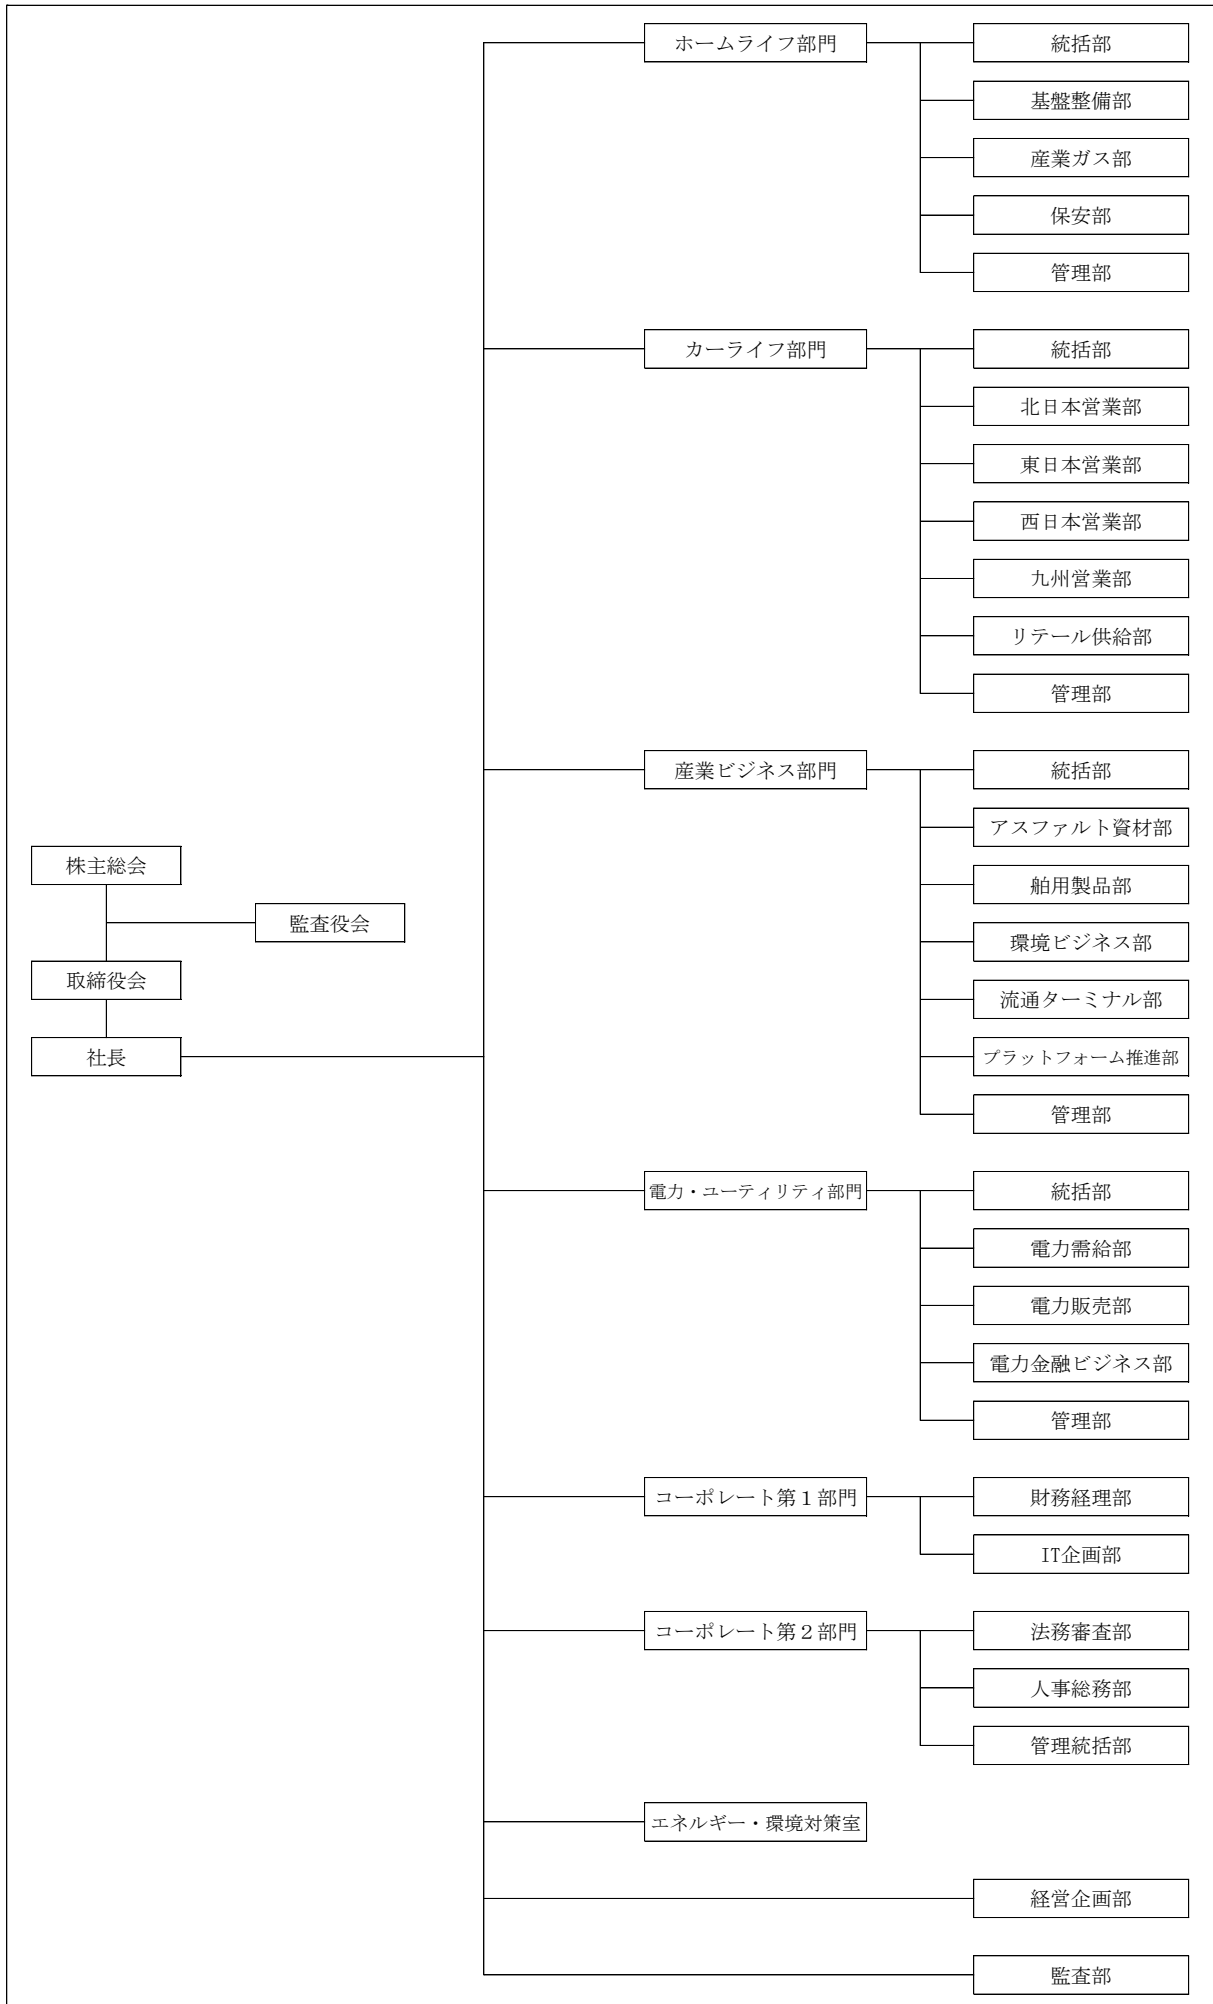 ホームライフ部門
統括部
基盤整備部
産業ガス部
保安部
管理部
カーライフ部門
統括部
北日本営業部
東日本営業部
西日本営業部
九州営業部
リテール供給部
管理部
産業ビジネス部門
統括部
アスファルト資材部
舶用製品部
環境ビジネス部
流通ターミナル部
プラットフォーム推進部
管理部
株主総会
監査役会
取締役会
社長
電力・ユーティリティ部門
統括部
電力需給部
電力販売部
電力金融ビジネス部
管理部
コーポレート第１部門
財務経理部
IT企画部
コーポレート第２部門
法務審査部
人事総務部
管理統括部
エネルギー・環境対策室
経営企画部
監査部